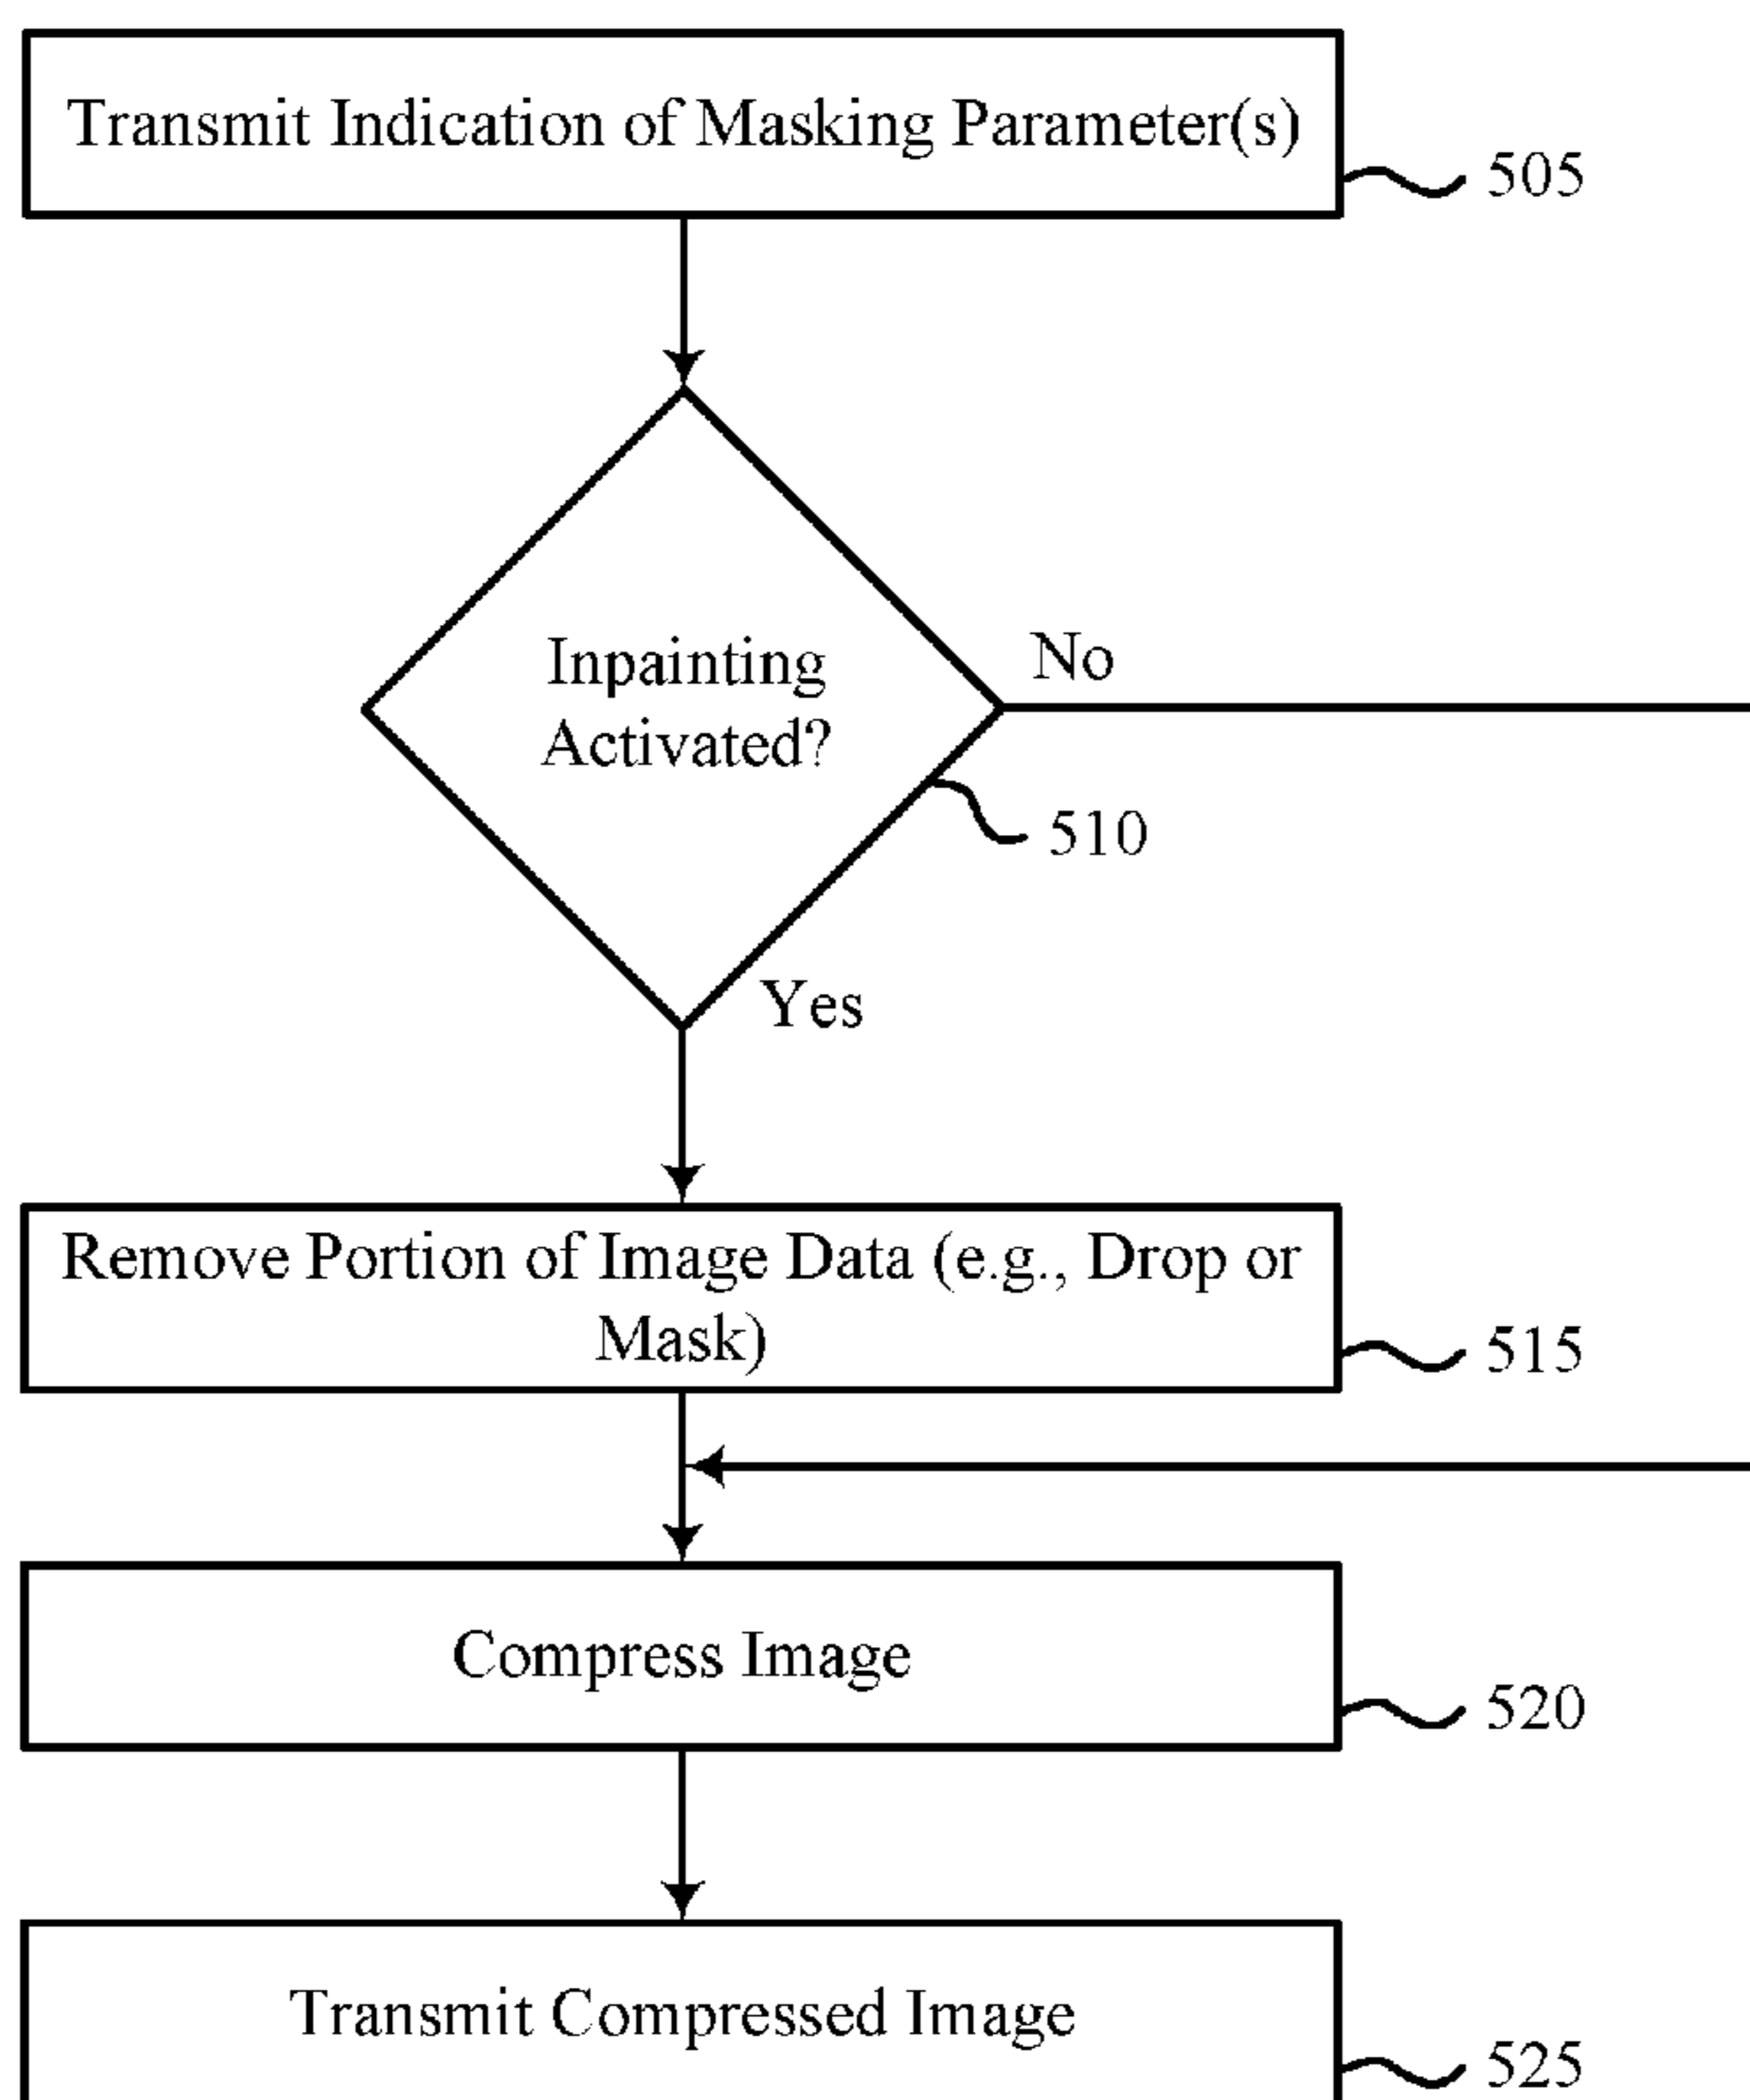 Transmit Indication of Masking Parameter(s)
505
Inpainting
Activated?
No
510
Yes
Remove Portion of Image Data (e.g., Drop or
Mask)
515
Compress Image
520
Transmit Compressed Image
525